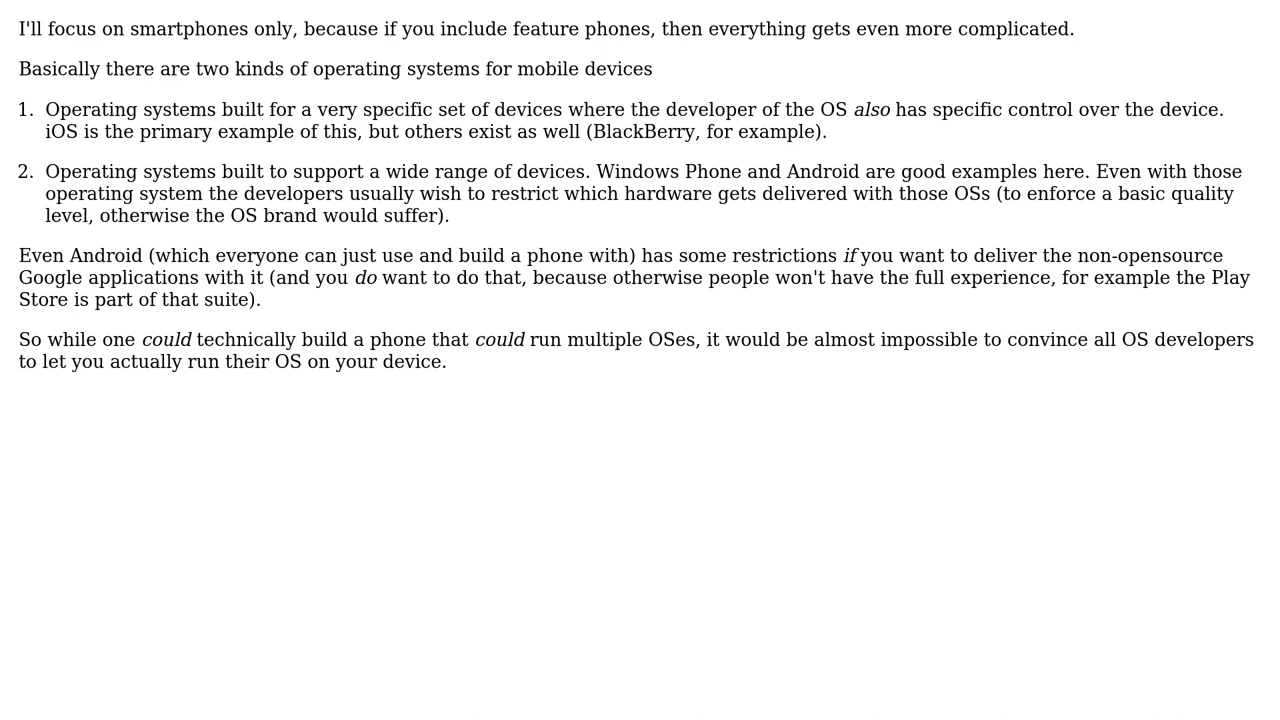 I'll focus on smartphones only, because if you include feature phones, then everything gets even more complicated.
Basically there are two kinds of operating systems for mobile devices
1. Operating systems built for a very specific set of devices where the developer of the OS also has specific control over the device.
iOS is the primary example of this, but others exist as well (BlackBerry, for example).
2. Operating systems built to support a wide range of devices. Windows Phone and Android are good examples here. Even with those
operating system the developers usually wish to restrict which hardware gets delivered with those OSs (to enforce a basic quality
level, otherwise the OS brand would suffer).
Even Android (which everyone can just use and build a phone with) has some restrictions if you want to deliver the non-opensource
Google applications with it (and you do want to do that, because otherwise people won't have the full experience, for example the Play
Store is part of that suite).
So while one could technically build a phone that could run multiple OSes, it would be almost impossible to convince all OS developers
to let you actually run their OS on your device.